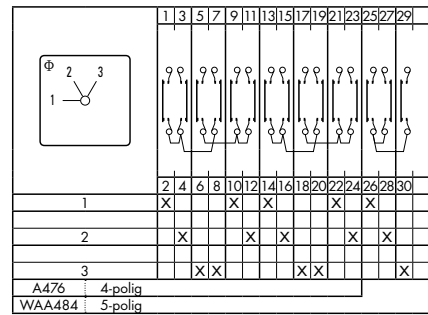 1 3 5 7 9 11 13 15 17 19 21 23 25 27 29
Φ 2 3
1
2 4 6 8 10 12 14 16 18 20 22 24 26 28 30
1 X X X X X
2 X X X X X
3 X X X X X
A476 4-polig
WAA484 5-polig